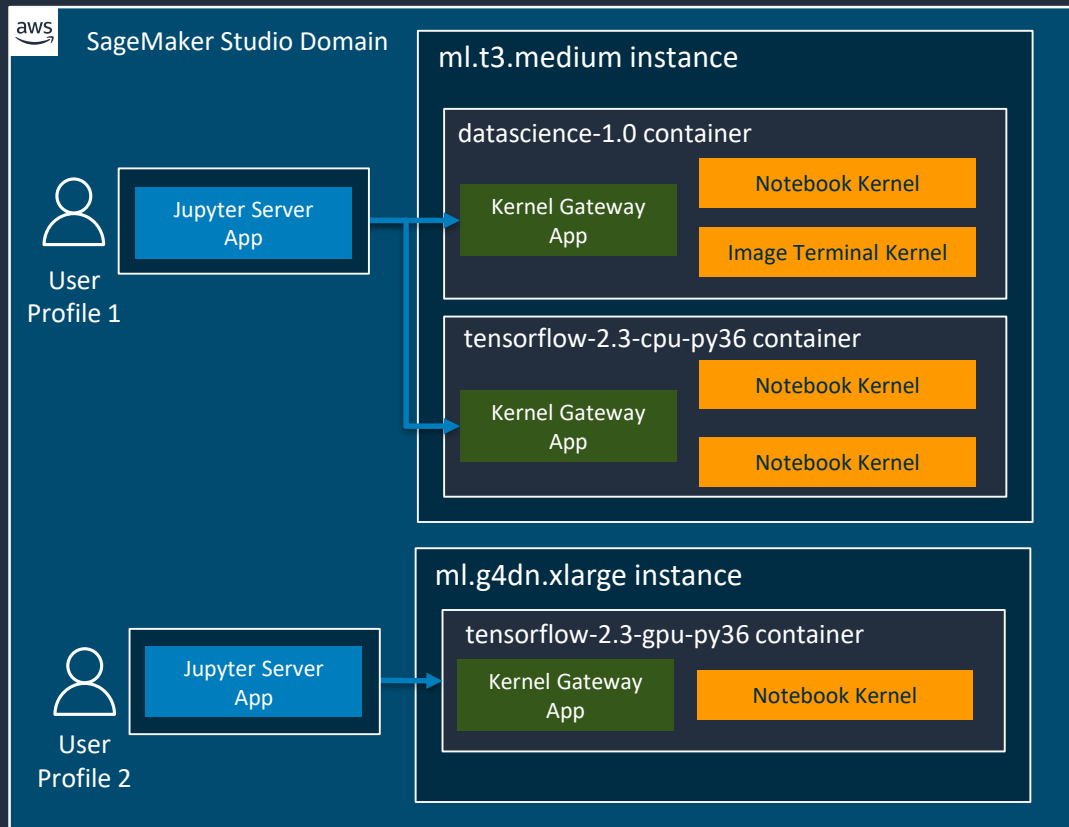 aws
SageMaker Studio Domain
ml.t3.medium instance
datascience-1.0 container
Notebook Kernel
Jupyter Server
App
Kernel Gateway
App
Image Terminal Kernel
User
Profile 1
tensorflow-2.3-cpu-py36 container
Notebook Kernel
Kernel Gateway
App
Notebook Kernel
ml.g4dn.xlarge instance
tensorflow-2.3-gpu-py36 container
Jupyter Server
App
Kernel Gateway
App
Notebook Kernel
User
Profile 2